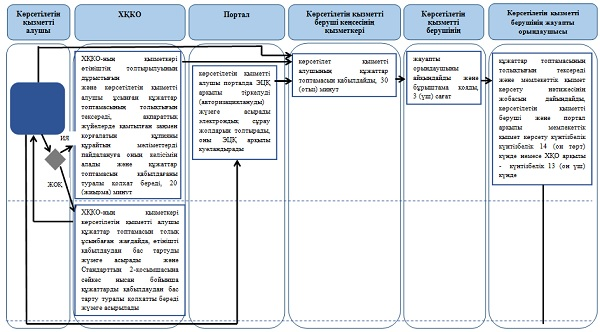 Көрсетілетін
қызметті
алушы
ХҚКО
Портал
Көрсетілетін қызметті
беруші кеңсесінің
қызметкері
Көрсетілетін
қызметті
берушінің
Көрсетілетін қызметті
берушінің жауапты
орындаушысы
ИЯ
ЖОҚ
ХҚКО-ның қызметкері
өтініштің толтырылуының
дұрыстығын
және көрсетілетін қызметті
алушы ұсынған құжаттар
топтамасының толықтығын
тексереді, ақпараттық
жүйелерде қамтылған заңмен
қорғалатын құпияны
құрайтын мәліметтерді
пайдалануға оның келісімін
алады және құжаттар
топтамасын қабылдағаны
туралы қолхат береді, 20
(жиырма) минут
ХҚКО-ның қызметкері
көрсетілетін қызметті алушы
құжаттар топтамасын толық
ұсынбаған жағдайда, өтінішті
қабылдаудан бас тартуды
жүзеге асырады және
Стандарттың 2-қосымшасына
сәйкес нысан бойынша
құжаттарды қабылдаудан бас
тарту туралы қолхатты береді
жүзеге асырылады
көрсетілетін қызметті
алушы порталда ЭЦҚ
арқылы тіркелуді
(авторизациялануды)
жүзеге асырады
электрондық сұрау
жолдарын толтырады,
оны ЭЦҚ арқылы
куәландырады
көрсетілет қызметті
алушының құжаттар
топтамасын қабылдайды, 30
(отыз) минут
жауапты
орындаушыны
айқындайды және
бұрыштама қояды,
3 (үш) сағат
құжаттар топтамасының
толықтығын тексереді
және мемлекеттік қызмет
көрсету нәтижесінің
жобасын дайындайды,
көрсетілетін қызметті
беруші және портал
арқылы мемлекеттік
қызмет көрсету күнтізбелік
күнтізбелік 14 (он төрт)
күнде немесе ХҚО арқылы
- күнтізбелік 13 (он үш)
күнде